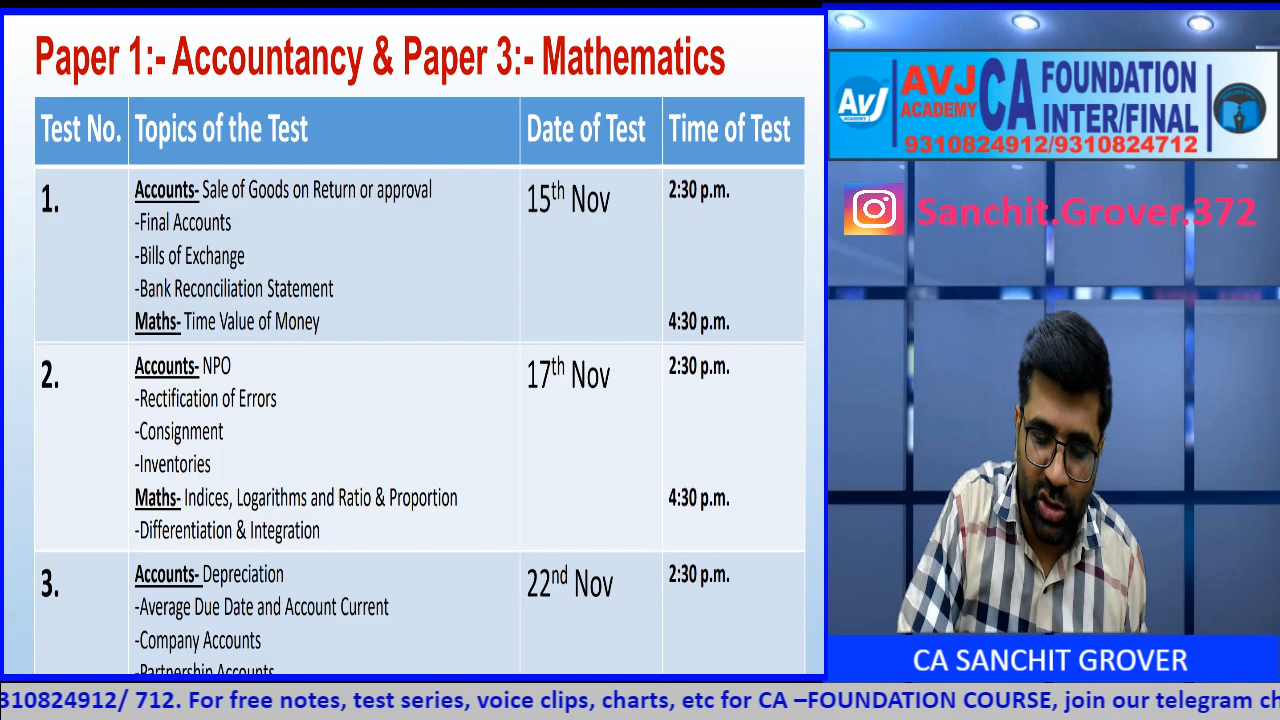 Paper 1:- Accountancy & Paper 3:- Mathematics
Test No. Topics of the Test Date of Test Time of Test
1. Accounts- Sale of Goods on Return or approval 15th Nov 2:30 p.m.
-Final Accounts
-Bills of Exchange
-Bank Reconciliation Statement
Maths- Time Value of Money 4:30 p.m.
2. Accounts- NPO 17th Nov 2:30 p.m.
-Rectification of Errors
-Consignment
-Inventories
Maths- Indices, Logarithms and Ratio & Proportion 4:30 p.m.
-Differentiation & Integration
3. Accounts- Depreciation 22nd Nov 2:30 p.m.
-Average Due Date and Account Current
-Company Accounts
-Partnership Accounts
AVJ
ACADEMY
AVJ
ACADEMY
CA
FOUNDATION
INTER/FINAL
9310824912/9310824712
Sanchit.Grover.372
CA SANCHIT GROVER
310824912/ 712. For free notes, test series, voice clips, charts, etc for CA –FOUNDATION COURSE, join our telegram ch